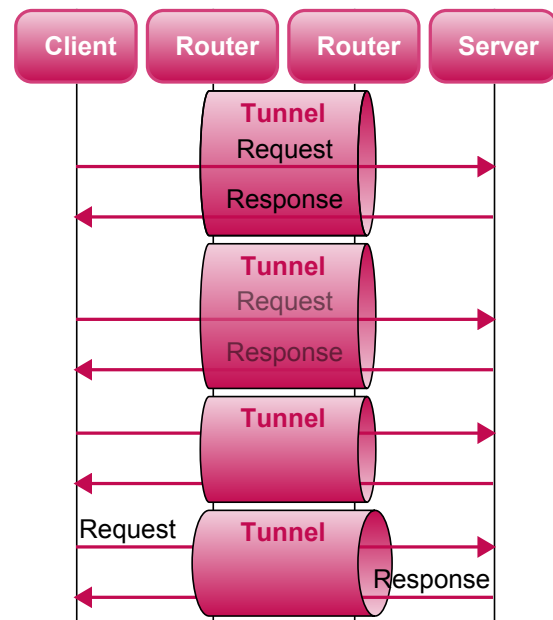 Client Router Router Server
Tunnel
Request
Response
Tunnel
Request
Response
Tunnel
Request Tunnel
Response